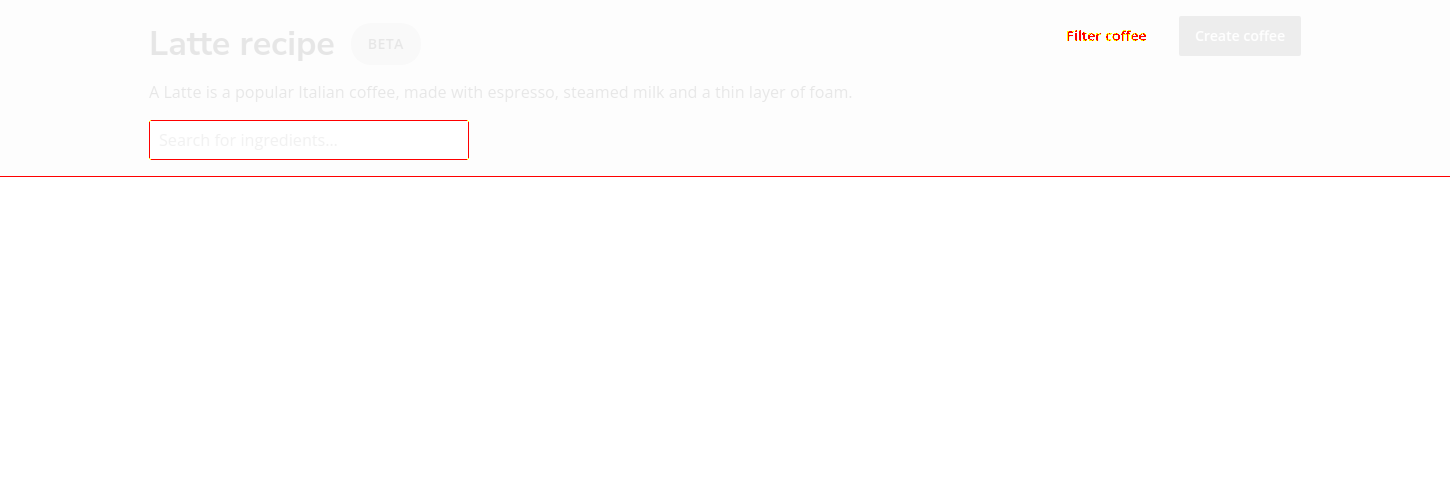 Latte recipe
BETA
Filter coffee
Create coffee
A Latte is a popular Italian coffee, made with espresso, steamed milk and a thin layer of foam.
Search for ingredients...